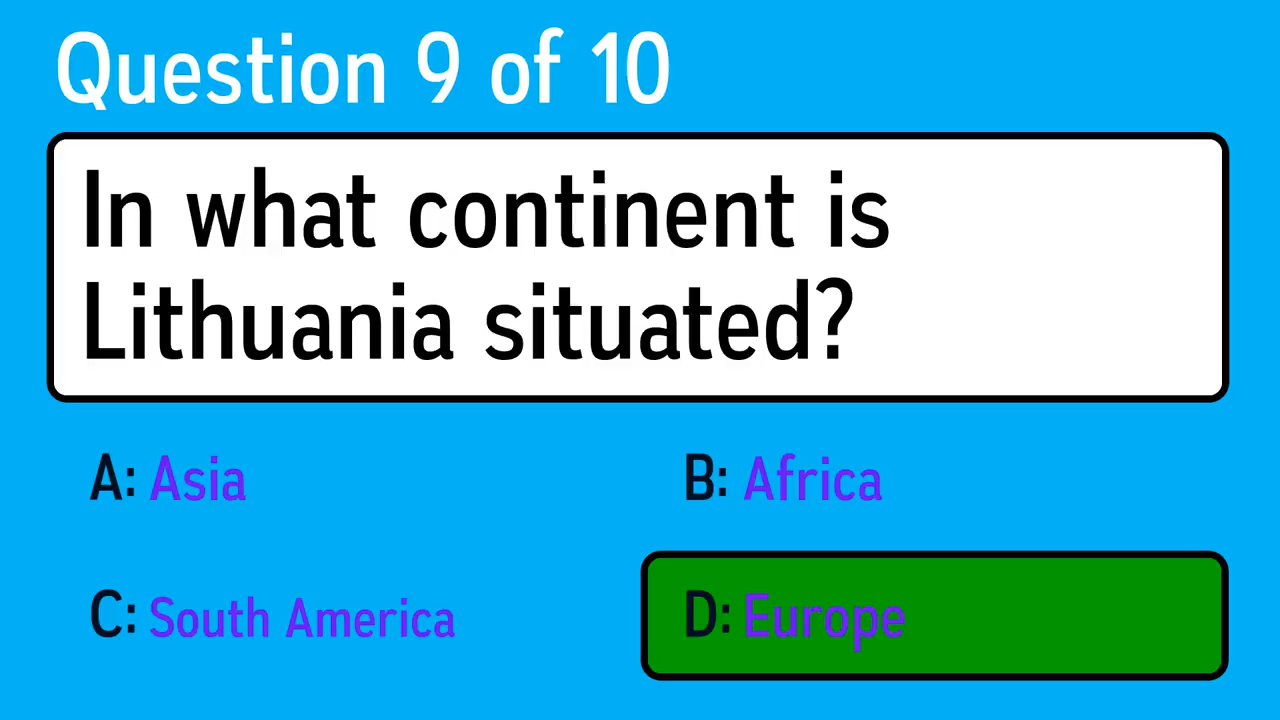 Question 9 of 10
In what continent is
Lithuania situated?
A: Asia
B: Africa
C: South America
D: Europe